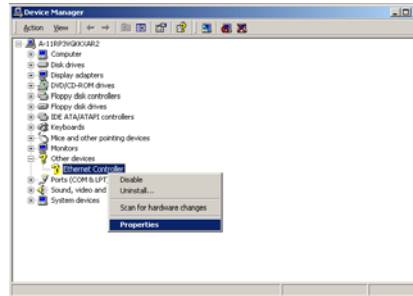 Device Manager
Action View
A-11RP3VGKXXAR2
Computer
Disk drives
Display adapters
DVD/CD-ROM drives
Floppy disk controllers
Floppy disk drives
IDE ATA/ATAPI controllers
Keyboards
Mice and other pointing devices
Monitors
Other devices
Ethernet Controller
Ports (COM & LPT
Sound, video and
System devices
Disable
Uninstall...
Scan for hardware changes
Properties